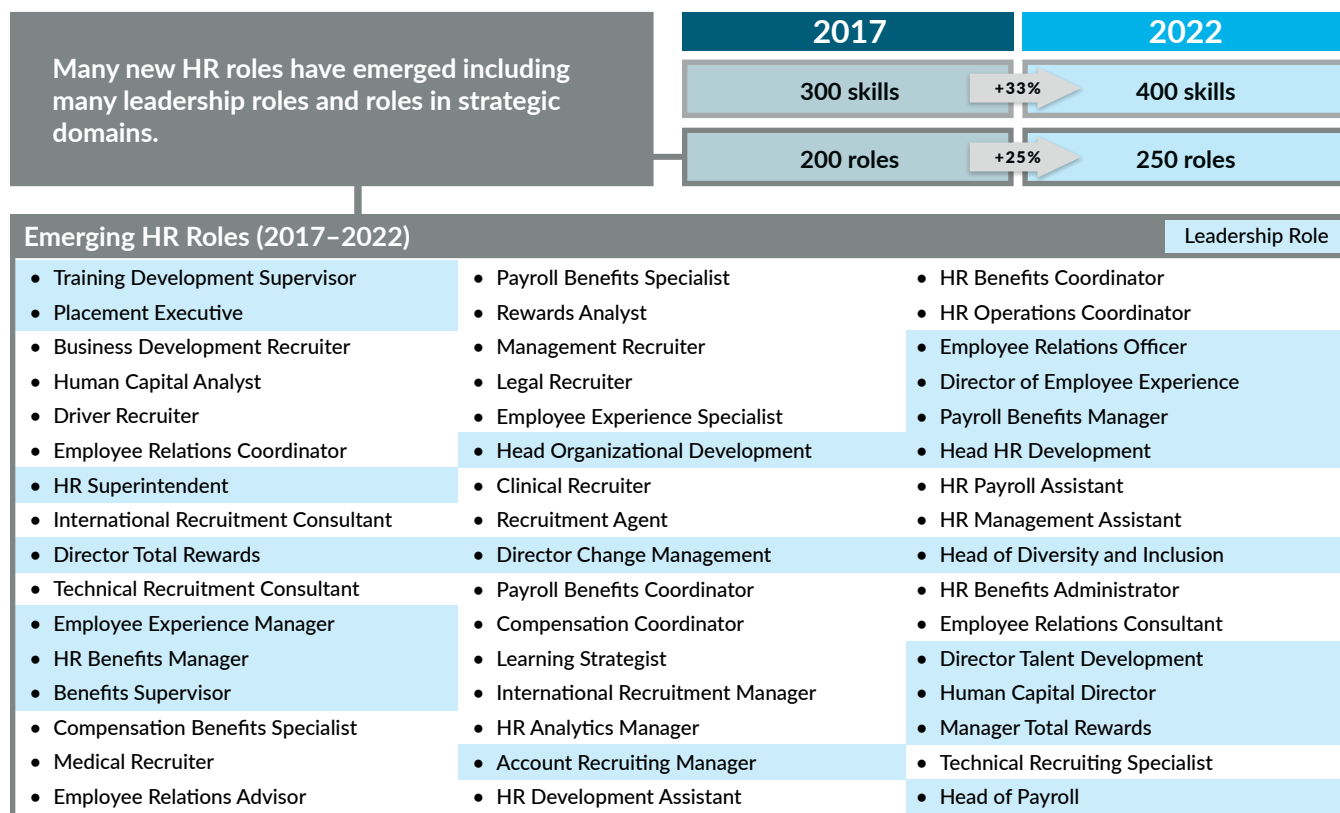 Many new HR roles have emerged including
many leadership roles and roles in strategic
domains.
2017
2022
300 skills
+33%
400 skills
200 roles
+25%
250 roles
Emerging HR Roles (2017–2022)
Leadership Role
• Training Development Supervisor
• Placement Executive
• Business Development Recruiter
• Human Capital Analyst
• Driver Recruiter
• Employee Relations Coordinator
• HR Superintendent
• International Recruitment Consultant
• Director Total Rewards
• Technical Recruitment Consultant
• Employee Experience Manager
• HR Benefits Manager
• Benefits Supervisor
• Compensation Benefits Specialist
• Medical Recruiter
• Employee Relations Advisor
• Payroll Benefits Specialist
• Rewards Analyst
• Management Recruiter
• Legal Recruiter
• Employee Experience Specialist
• Head Organizational Development
• Clinical Recruiter
• Recruitment Agent
• Director Change Management
• Payroll Benefits Coordinator
• Compensation Coordinator
• Learning Strategist
• International Recruitment Manager
• HR Analytics Manager
• Account Recruiting Manager
• HR Development Assistant
• HR Benefits Coordinator
• HR Operations Coordinator
• Employee Relations Officer
• Director of Employee Experience
• Payroll Benefits Manager
• Head HR Development
• HR Payroll Assistant
• HR Management Assistant
• Head of Diversity and Inclusion
• HR Benefits Administrator
• Employee Relations Consultant
• Director Talent Development
• Human Capital Director
• Manager Total Rewards
• Technical Recruiting Specialist
• Head of Payroll